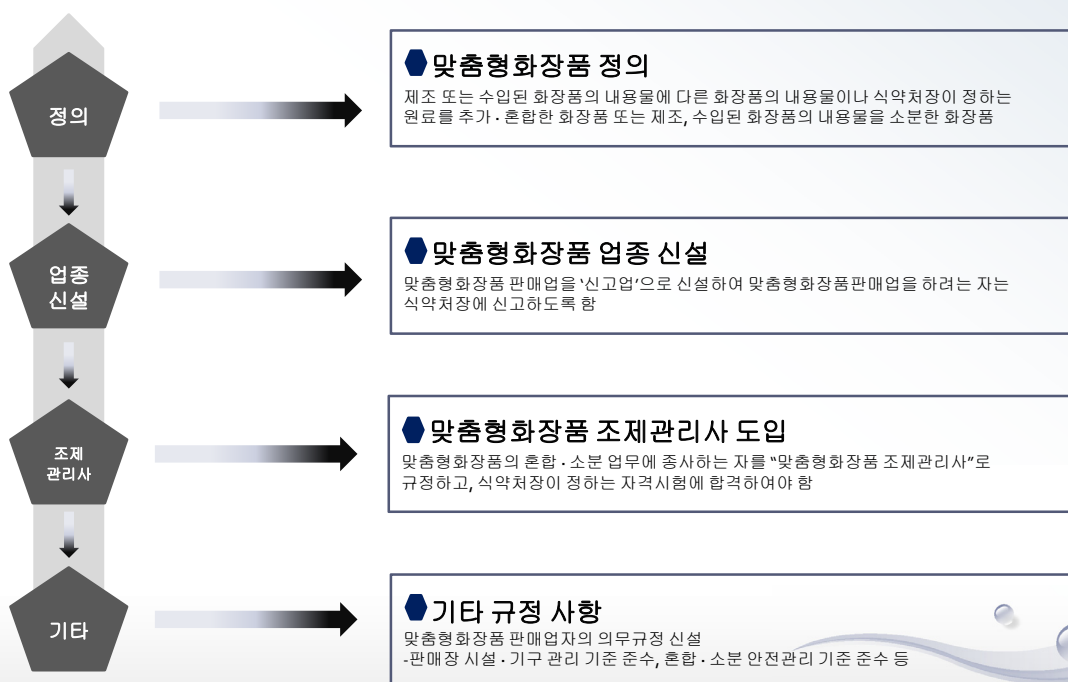 정의
맞춤형화장품 정의
제조 또는 수입된 화장품의 내용물에 다른 화장품의 내용물이나 식약처장이 정하는
원료를 추가·혼합한 화장품 또는 제조, 수입된 화장품의 내용물을 소분한 화장품
업종
신설
맞춤형화장품 업종 신설
맞춤형화장품 판매업을 ‘신고업’으로 신설하여 맞춤형화장품판매업을 하려는 자는
식약처장에 신고하도록 함
조제
관리사
맞춤형화장품 조제관리사 도입
맞춤형화장품의 혼합·소분 업무에 종사하는 자를 “맞춤형화장품 조제관리사”로
규정하고, 식약처장이 정하는 자격시험에 합격하여야 함
기타
기타 규정 사항
맞춤형화장품 판매업자의 의무규정 신설
-판매장 시설·기구 관리 기준 준수, 혼합·소분 안전관리 기준 준수 등